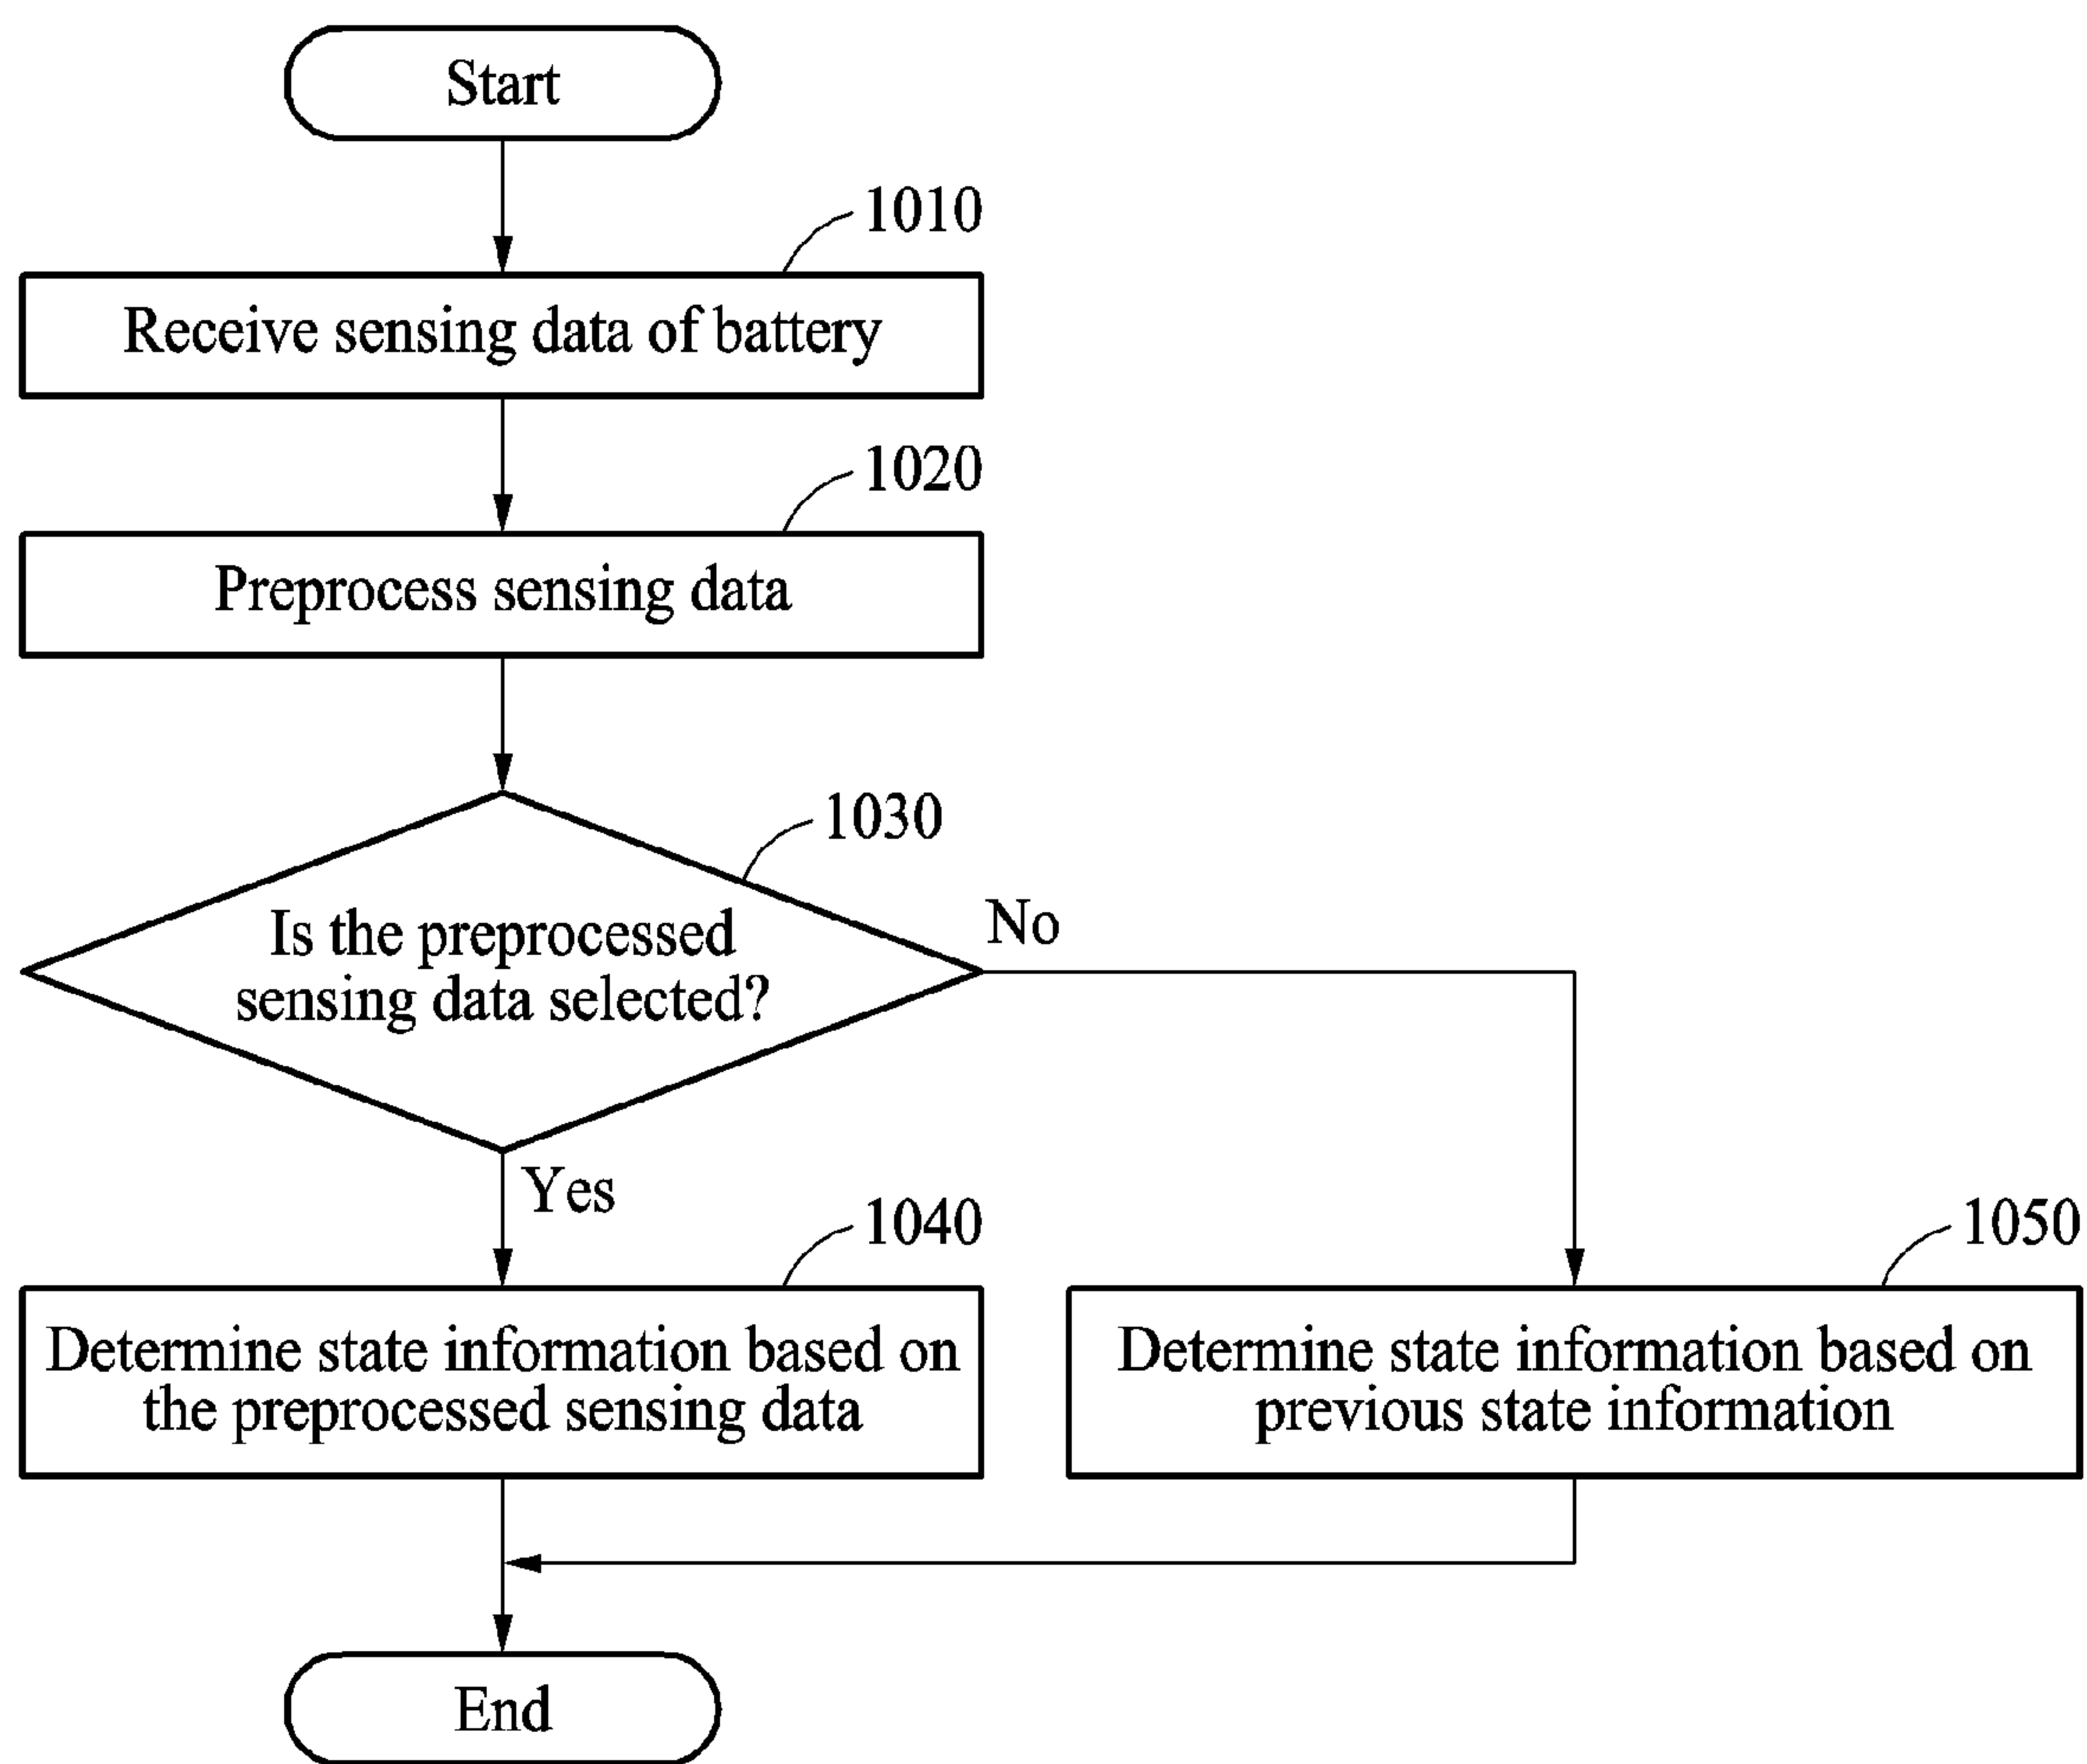 Start
1010
Receive sensing data of battery
1020
Preprocess sensing data
1030
Is the preprocessed
sensing data selected?
No
Yes
1040
Determine state information based on
the preprocessed sensing data
1050
Determine state information based on
previous state information
End